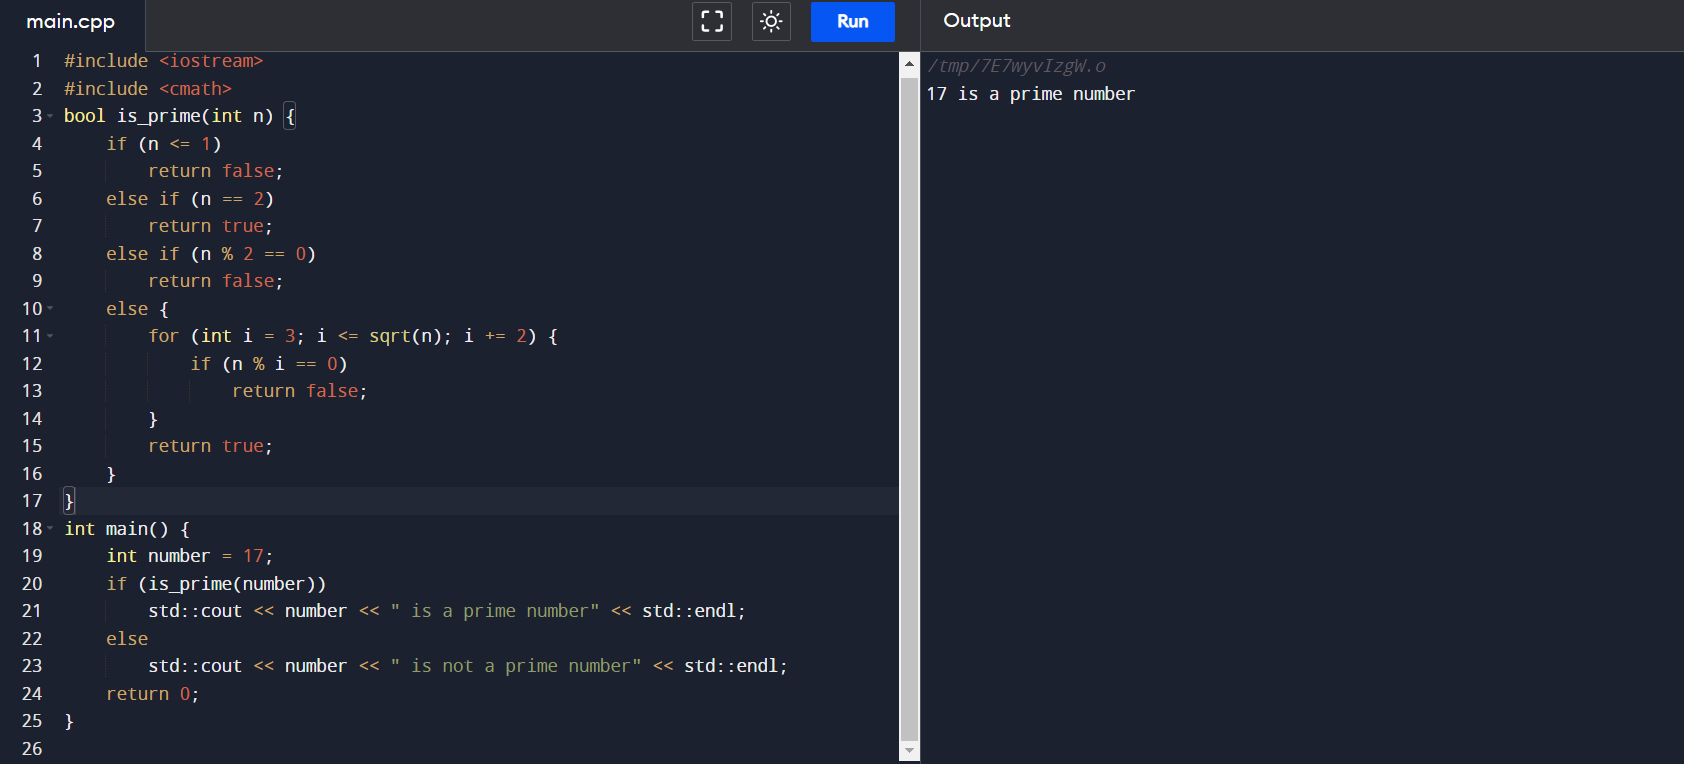 main.cpp
Run
Output
1 #include <iostream>
2 #include <cmath>
3 bool is_prime(int n) {
4     if (n <= 1)
5         return false;
6     else if (n == 2)
7         return true;
8     else if (n % 2 == 0)
9         return false;
10     else {
11         for (int i = 3; i <= sqrt(n); i += 2) {
12             if (n % i == 0)
13                 return false;
14         }
15         return true;
16     }
17 }
18 int main() {
19     int number = 17;
20     if (is_prime(number))
21         std::cout << number << " is a prime number" << std::endl;
22     else
23         std::cout << number << " is not a prime number" << std::endl;
24     return 0;
25 }
26
/tmp/7E7wyvIzgW.o
17 is a prime number